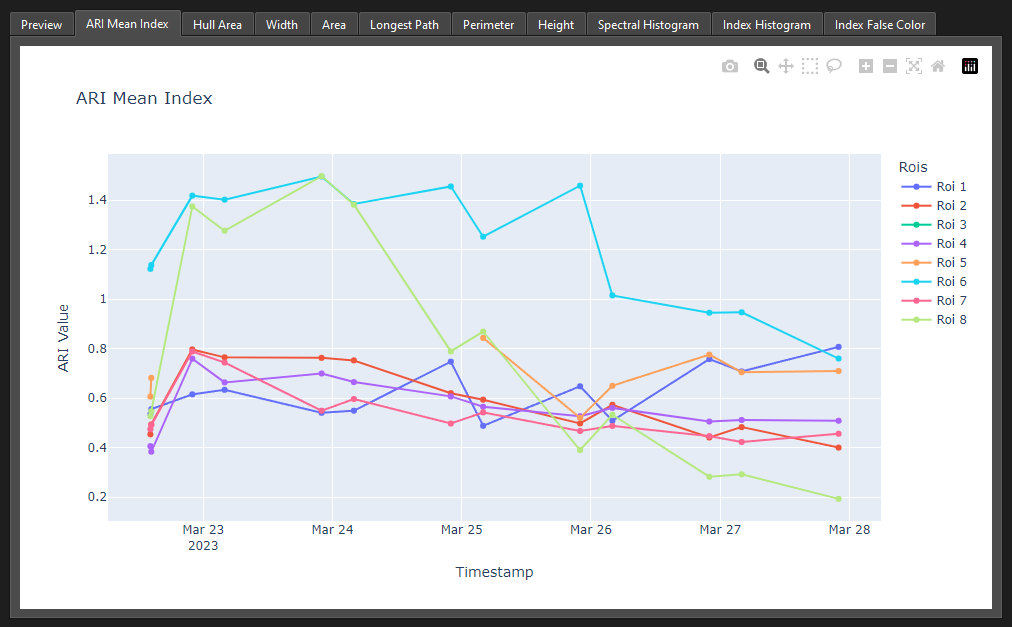 Preview ARI Mean Index Hull Area Width Area Longest Path Perimeter Height Spectral Histogram Index Histogram Index False Color
ARI Mean Index
Rois
Roi 1
Roi 2
Roi 3
Roi 4
Roi 5
Roi 6
Roi 7
Roi 8
ARI Value
1.4
1.2
1
0.8
0.6
0.4
0.2
Mar 23 Mar 24 Mar 25 Mar 26 Mar 27 Mar 28
2023
Timestamp